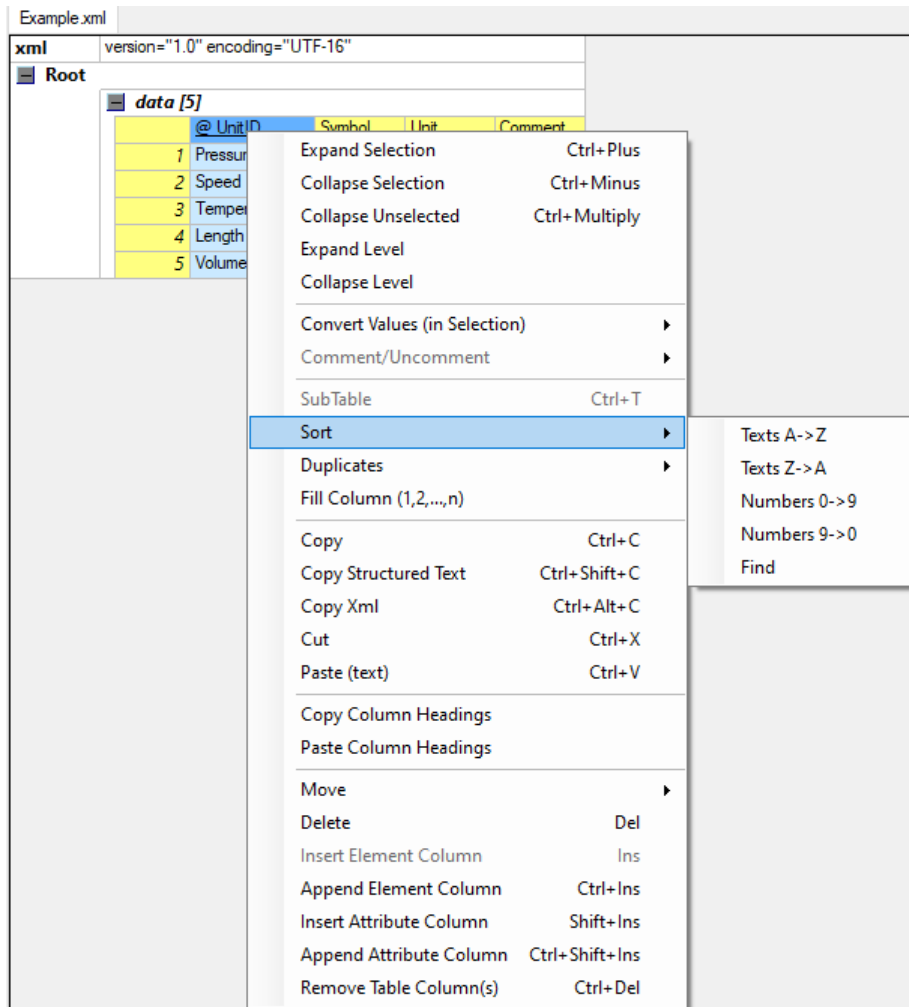 Example.xml
xml version="1.0" encoding="UTF-16"
Root
data [5]
@ UnitID Symbol Unit Comment
1 Pressur
2 Speed
3 Temper
4 Length
5 Volume
Expand Selection Ctrl+Plus
Collapse Selection Ctrl+Minus
Collapse Unselected Ctrl+Multiply
Expand Level
Collapse Level
Convert Values (in Selection)
Comment/Uncomment
SubTable Ctrl+T
Sort
Duplicates
Fill Column (1,2,...,n)
Copy Ctrl+C
Copy Structured Text Ctrl+Shift+C
Copy Xml Ctrl+Alt+C
Cut Ctrl+X
Paste (text) Ctrl+V
Copy Column Headings
Paste Column Headings
Move
Delete Del
Insert Element Column Ins
Append Element Column Ctrl+Ins
Insert Attribute Column Shift+Ins
Append Attribute Column Ctrl+Shift+Ins
Remove Table Column(s) Ctrl+Del
Texts A->Z
Texts Z->A
Numbers 0->9
Numbers 9->0
Find